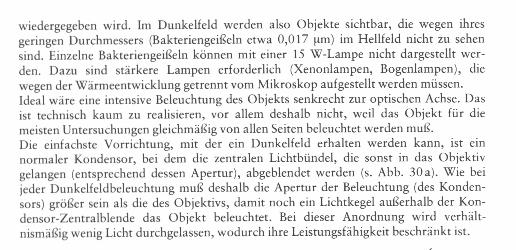 wiedergegeben wird. Im Dunkelfeld werden also Objekte sichtbar, die wegen ihres
geringen Durchmessers (Bakteriengeißeln etwa 0,017 µm) im Hellfeld nicht zu sehen
sind. Einzelne Bakteriengeißeln können mit einer 15 W-Lampe nicht dargestellt wer-
den. Dazu sind stärkere Lampen erforderlich (Xenonlampen, Bogenlampen), die
wegen der Wärmeentwicklung getrennt vom Mikroskop aufgestellt werden müssen.
Ideal wäre eine intensive Beleuchtung des Objekts senkrecht zur optischen Achse. Das
ist technisch kaum zu realisieren, vor allem deshalb nicht, weil das Objekt für die
meisten Untersuchungen gleichmäßig von allen Seiten beleuchtet werden muß.
Die einfachste Vorrichtung, mit der ein Dunkelfeld erhalten werden kann, ist ein
normaler Kondensor, bei dem die zentralen Lichtbündel, die sonst in das Objektiv
gelangen (entsprechend dessen Apertur), abgeblendet werden (s. Abb. 30a). Wie bei
jeder Dunkelfeldbeleuchtung muß deshalb die Apertur der Beleuchtung (des Konden-
sors) größer sein als die des Objektivs, damit noch ein Lichtkegel außerhalb der Kon-
densor-Zentralblende das Objekt beleuchtet. Bei dieser Anordnung wird verhält-
nismäßig wenig Licht durchgelassen, wodurch ihre Leistungsfähigkeit beschränkt ist.